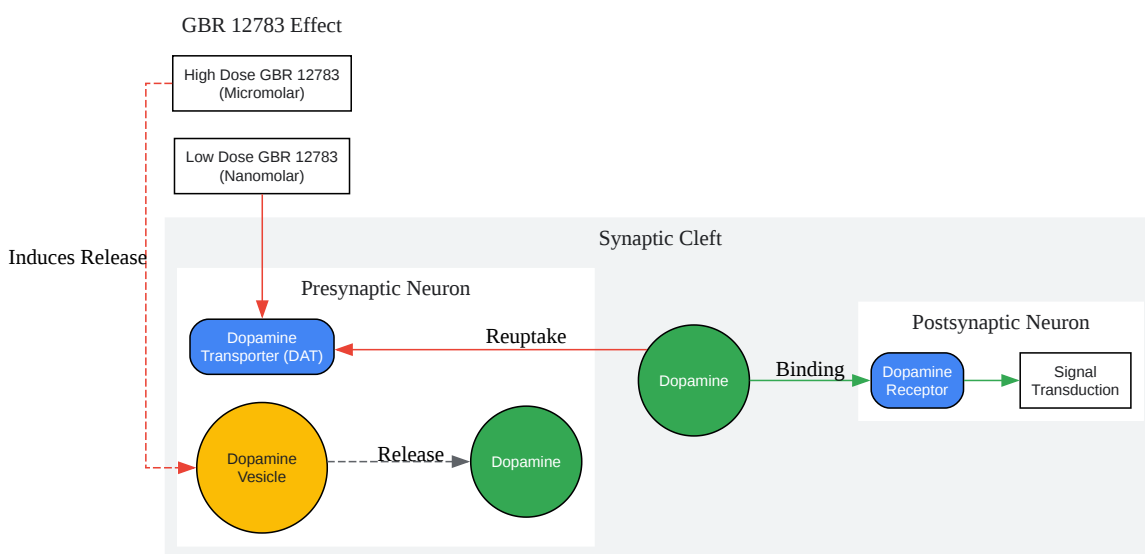 GBR 12783 Effect
High Dose GBR 12783
(Micromolar)
Low Dose GBR 12783
(Nanomolar)
Induces Release
Synaptic Cleft
Presynaptic Neuron
Dopamine
Transporter (DAT)
Reuptake
Dopamine
Binding
Postsynaptic Neuron
Dopamine
Receptor
Signal
Transduction
Dopamine
Vesicle
Release
Dopamine